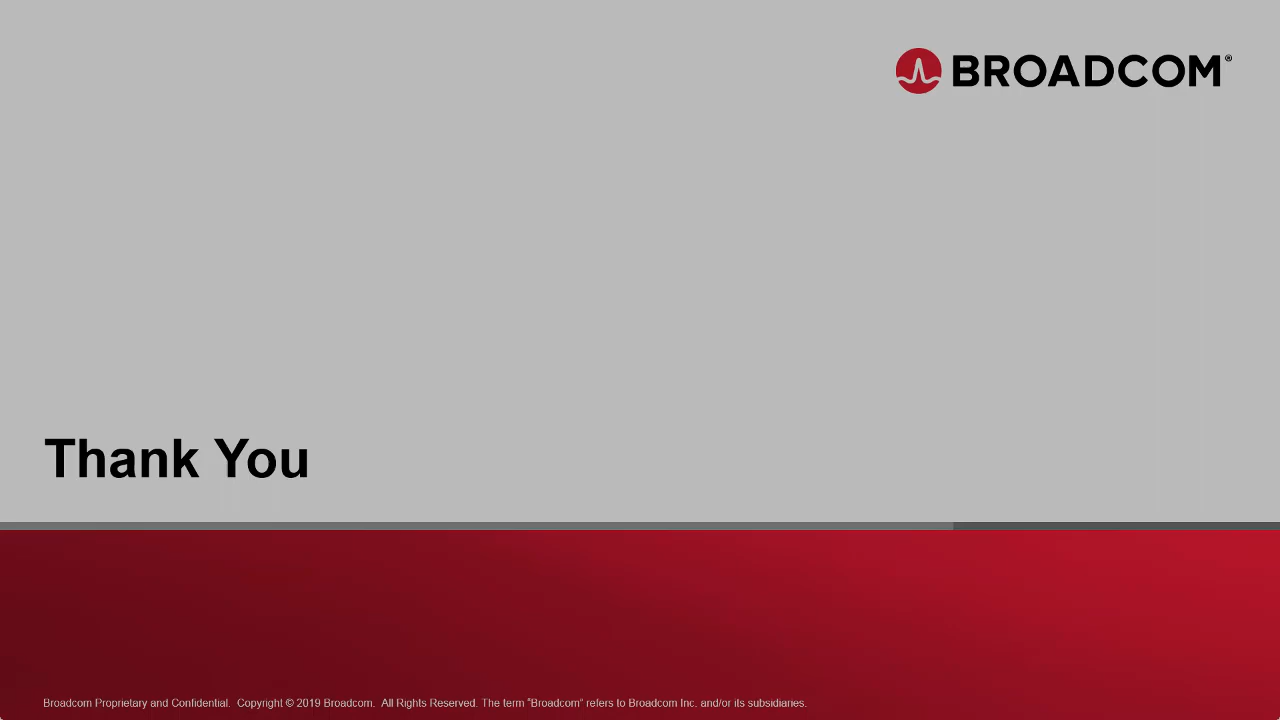 BROADCOM®
Thank You
Broadcom Proprietary and Confidential. Copyright © 2019 Broadcom. All Rights Reserved. The term “Broadcom” refers to Broadcom Inc. and/or its subsidiaries.